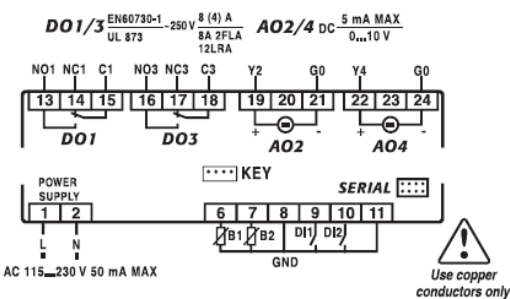 DO1/3 EN60730-1 UL 873 ~250V 8 (4) A 8A 2FLA 12LRA AO2/4 DC 5 mA MAX 0...10 V
NO1 NC1 C1 NO3 NC3 C3 Y2 G0 Y4 G0
13 14 15 16 17 18 19 20 21 22 23 24
+ - + -
DO1 DO3 AO2 AO4
KEY
POWER SUPPLY
SERIAL
1 2 6 7 8 9 10 11
L N B1 B2 DI1 DI2
GND
AC 115...230 V 50 mA MAX
Use copper
conductors only